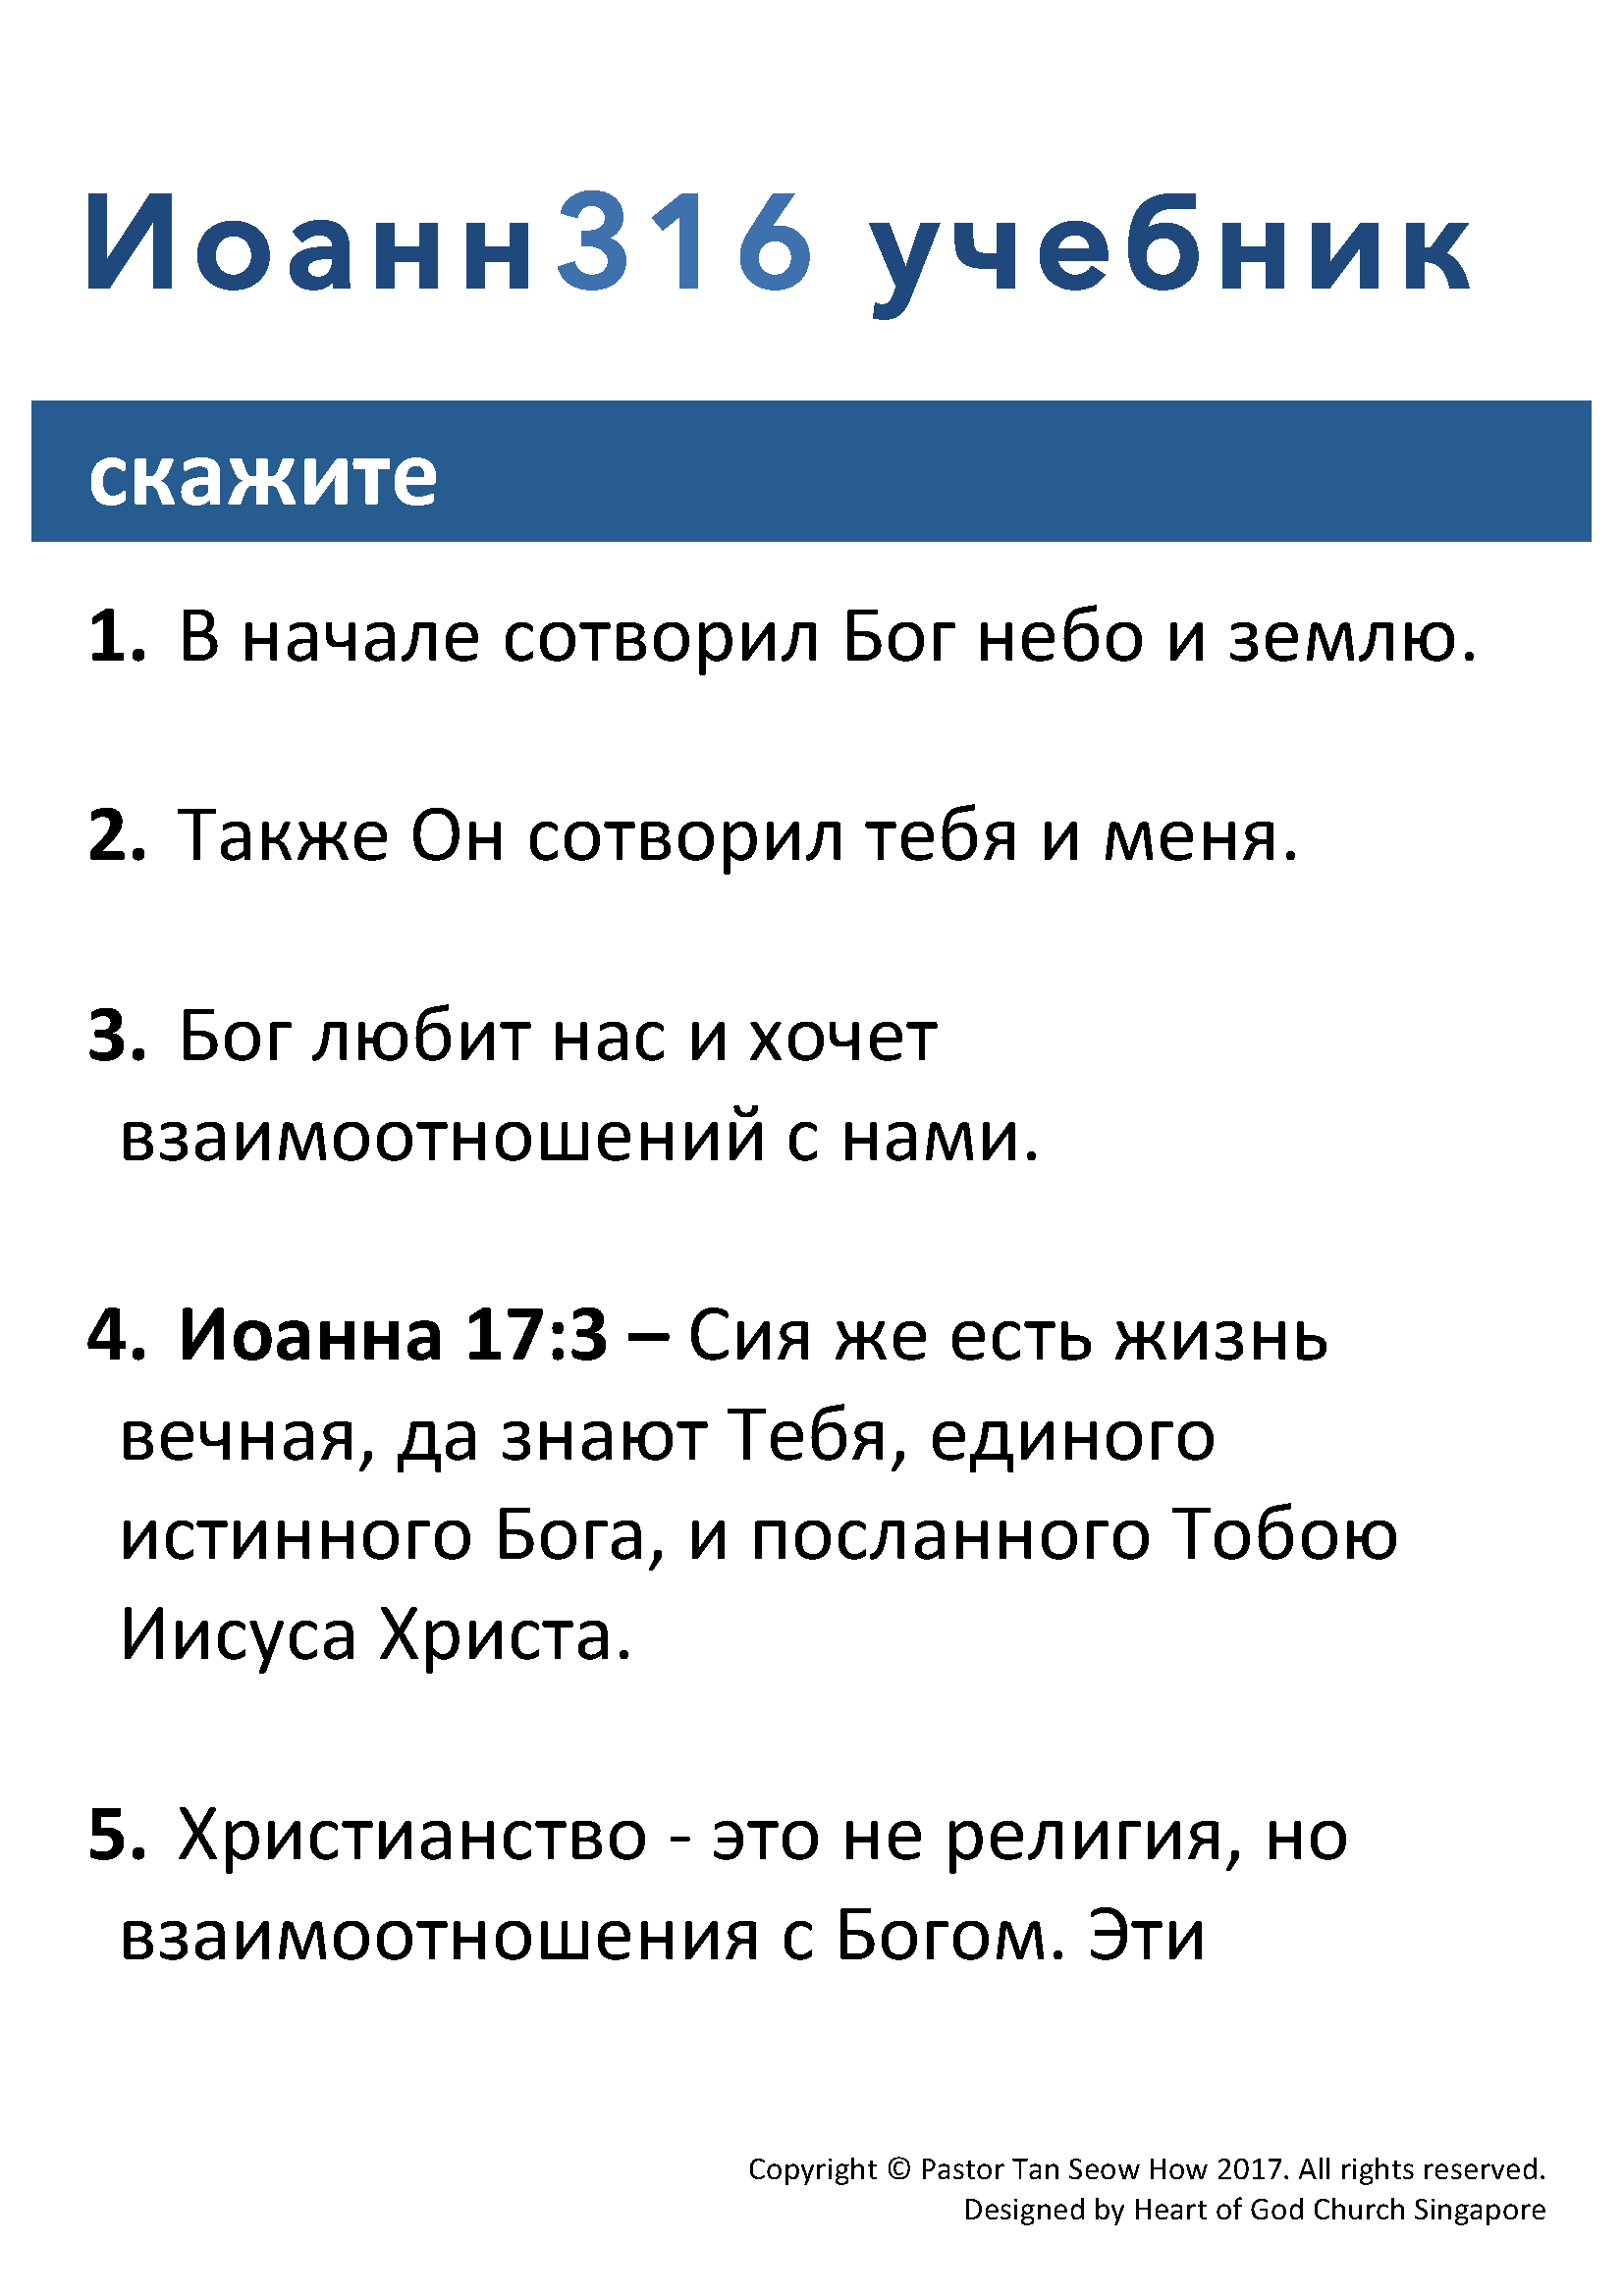 Иоанн316 учебник
скажите
1. В начале сотворил Бог небо и землю.
2. Также Он сотворил тебя и меня.
3. Бог любит нас и хочет
взаимоотношений с нами.
4. Иоанна 17:3 – Сия же есть жизнь
вечная, да знают Тебя, единого
истинного Бога, и посланного Тобою
Иисуса Христа.
5. Христианство - это не религия, но
взаимоотношения с Богом. Эти
Copyright © Pastor Tan Seow How 2017. All rights reserved.
Designed by Heart of God Church Singapore